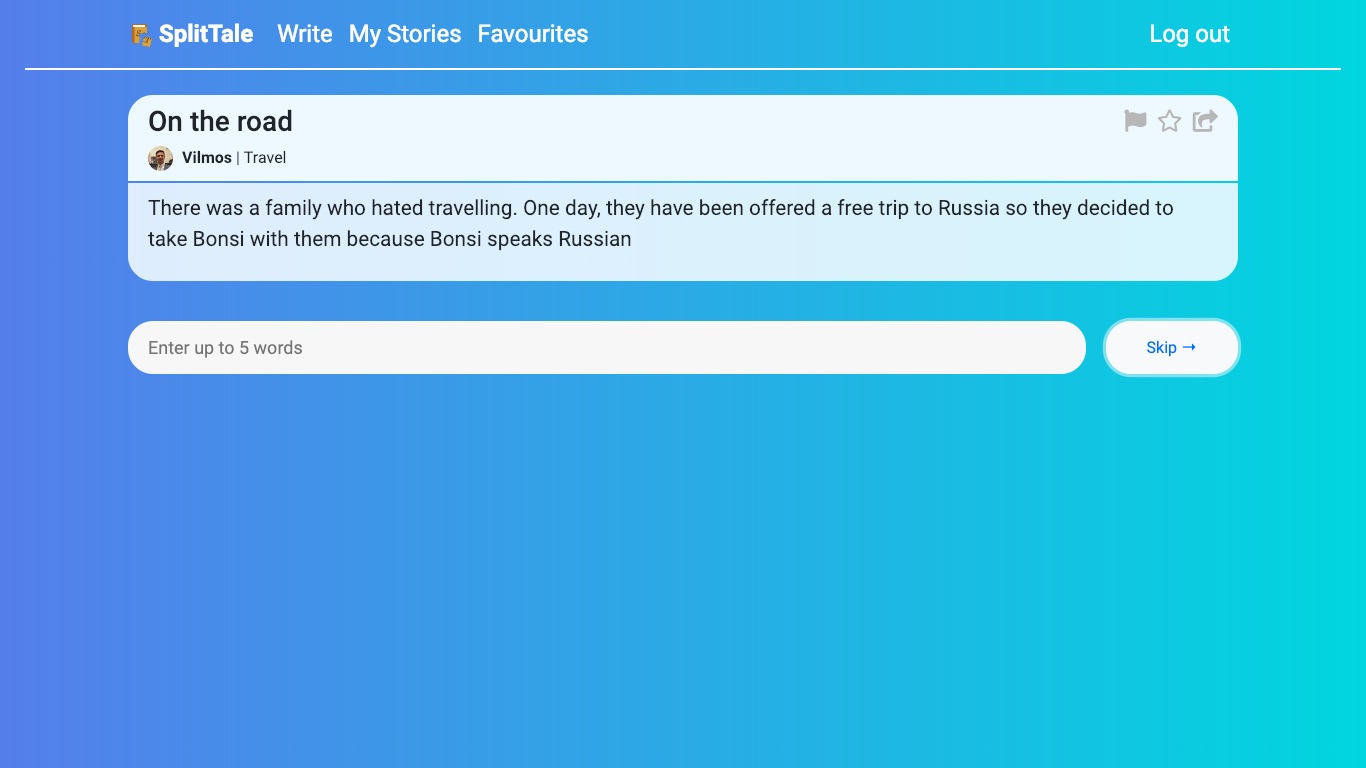 SplitTale Write My Stories Favourites Log out
On the road
Vilmos | Travel
There was a family who hated travelling. One day, they have been offered a free trip to Russia so they decided to
take Bonsi with them because Bonsi speaks Russian
Enter up to 5 words Skip →